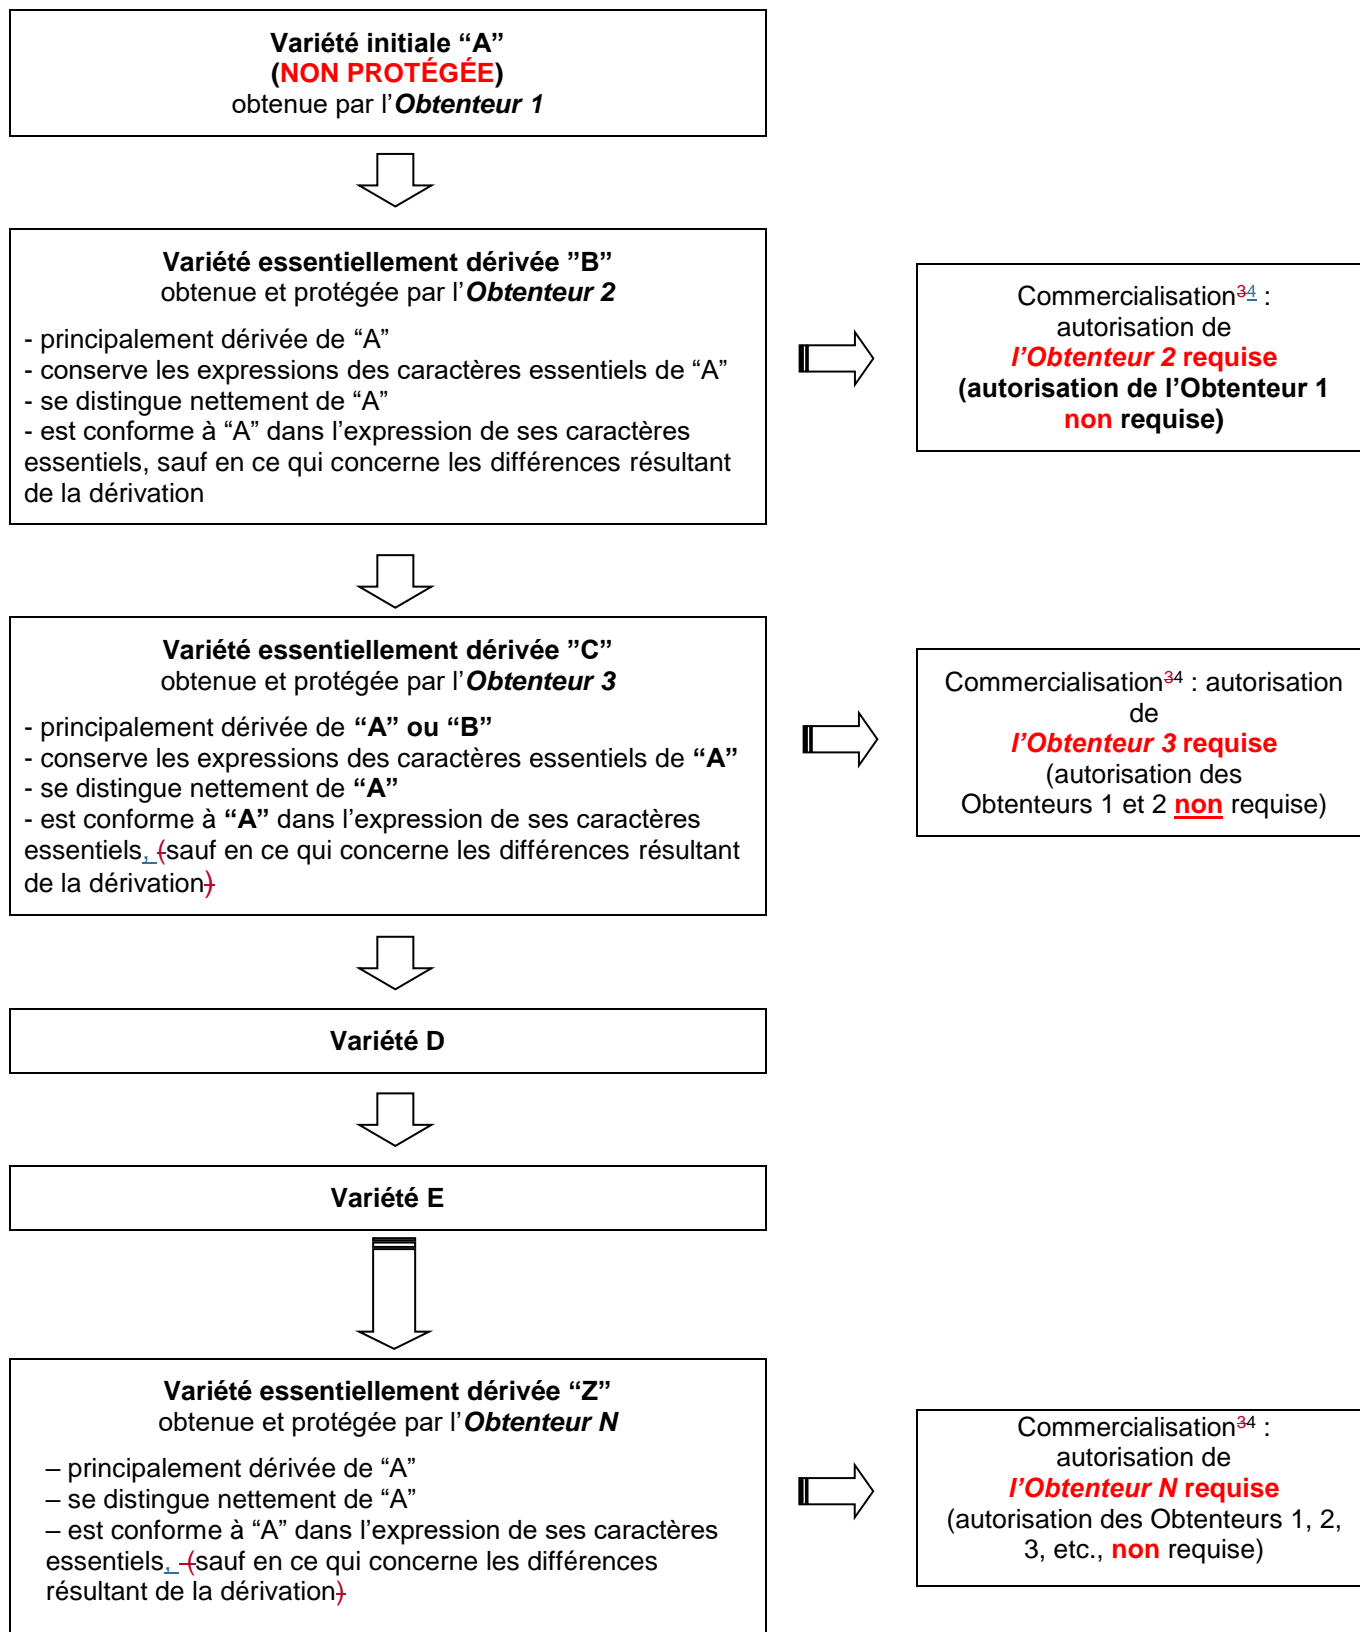 Variété initiale “A”
(NON PROTÉGÉE)
obtenue par l’Obtenteur 1
Variété essentiellement dérivée ”B”
obtenue et protégée par l’Obtenteur 2
- principalement dérivée de “A”
- conserve les expressions des caractères essentiels de “A”
- se distingue nettement de “A”
- est conforme à “A” dans l’expression de ses caractères
essentiels, sauf en ce qui concerne les différences résultant
de la dérivation
Commercialisation34 :
autorisation de
l’Obtenteur 2 requise
(autorisation de l’Obtenteur 1
non requise)
Variété essentiellement dérivée ”C”
obtenue et protégée par l’Obtenteur 3
- principalement dérivée de “A” ou “B”
- conserve les expressions des caractères essentiels de “A”
- se distingue nettement de “A”
- est conforme à “A” dans l’expression de ses caractères
essentiels, (sauf en ce qui concerne les différences résultant
de la dérivation)
Commercialisation34 : autorisation
de
l’Obtenteur 3 requise
(autorisation des
Obtenteurs 1 et 2 non requise)
Variété D
Variété E
Variété essentiellement dérivée “Z”
obtenue et protégée par l’Obtenteur N
– principalement dérivée de “A”
– se distingue nettement de “A”
– est conforme à “A” dans l’expression de ses caractères
essentiels, (sauf en ce qui concerne les différences
résultant de la dérivation)
Commercialisation34 :
autorisation de
l’Obtenteur N requise
(autorisation des Obtenteurs 1, 2,
3, etc., non requise)